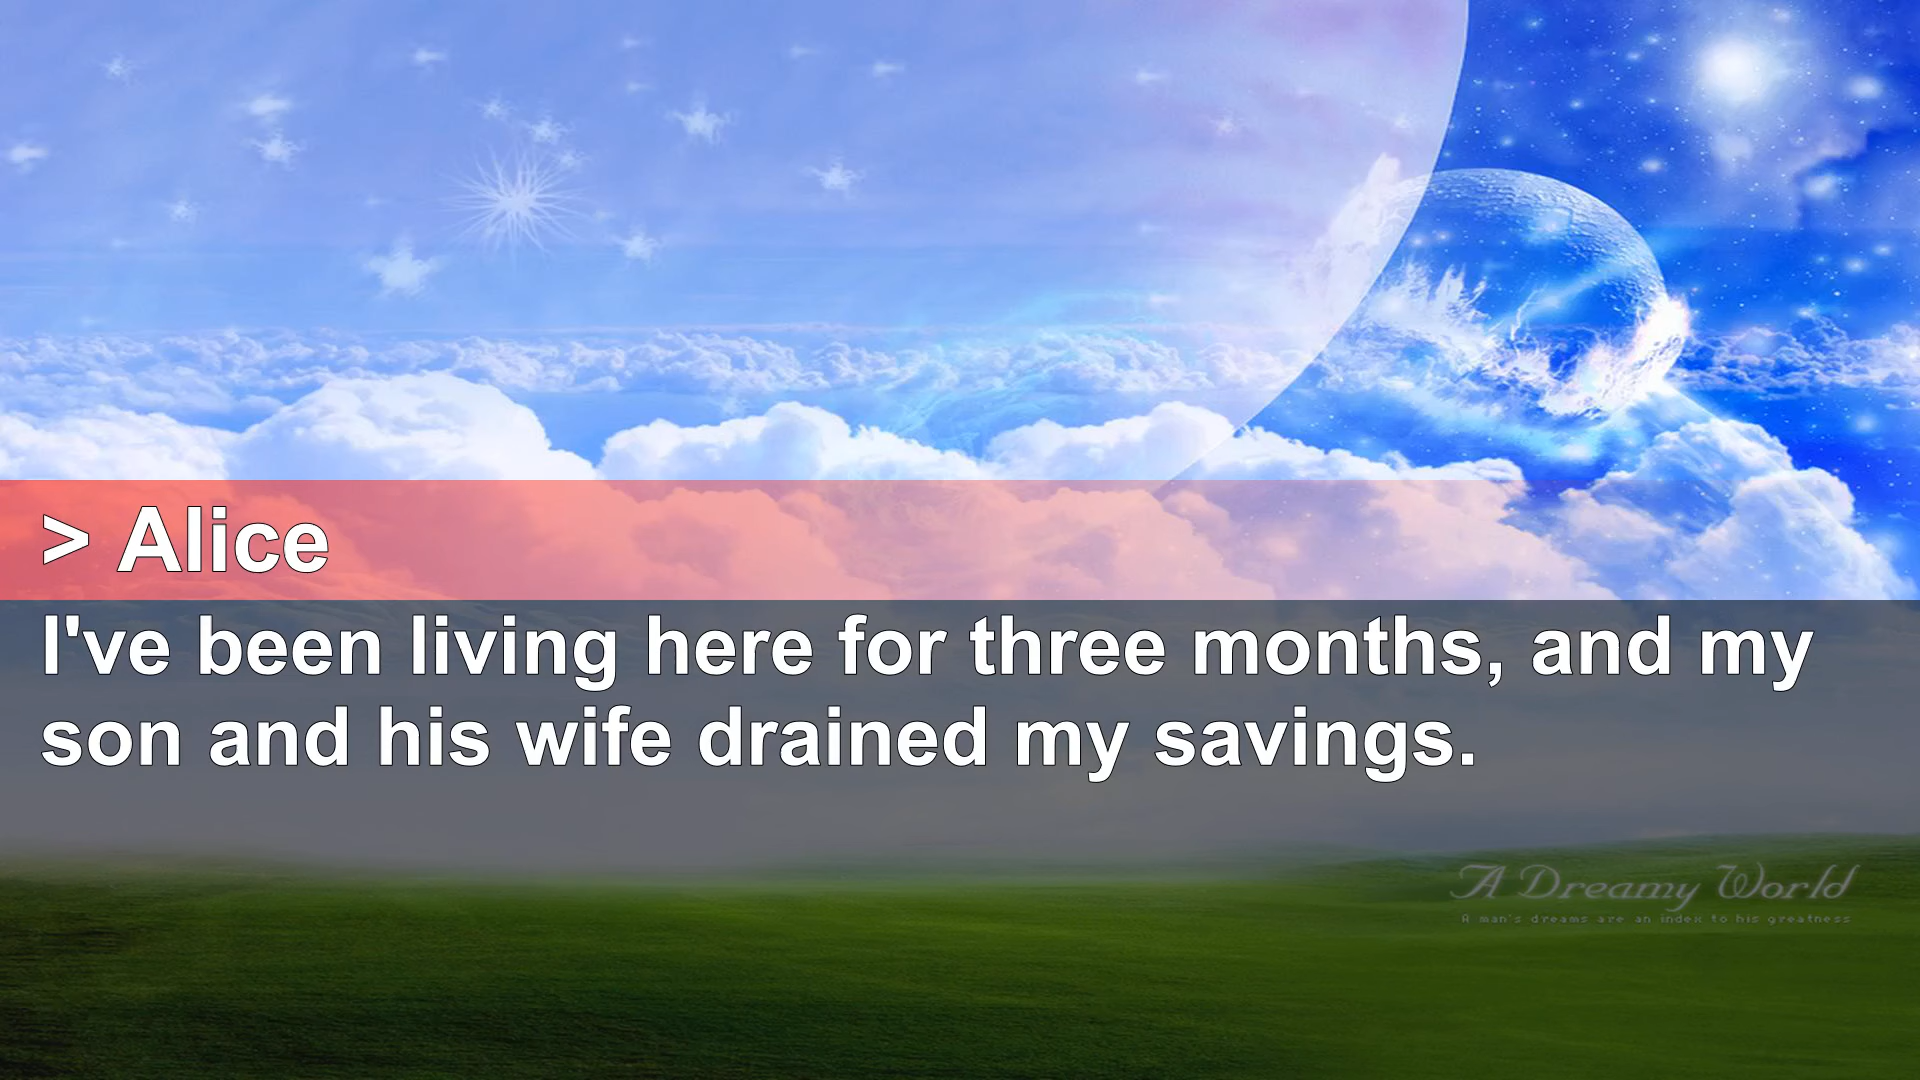 > Alice
I've been living here for three months, and my
son and his wife drained my savings.
A Dreamy World
A man's dreams are an index to his greatness